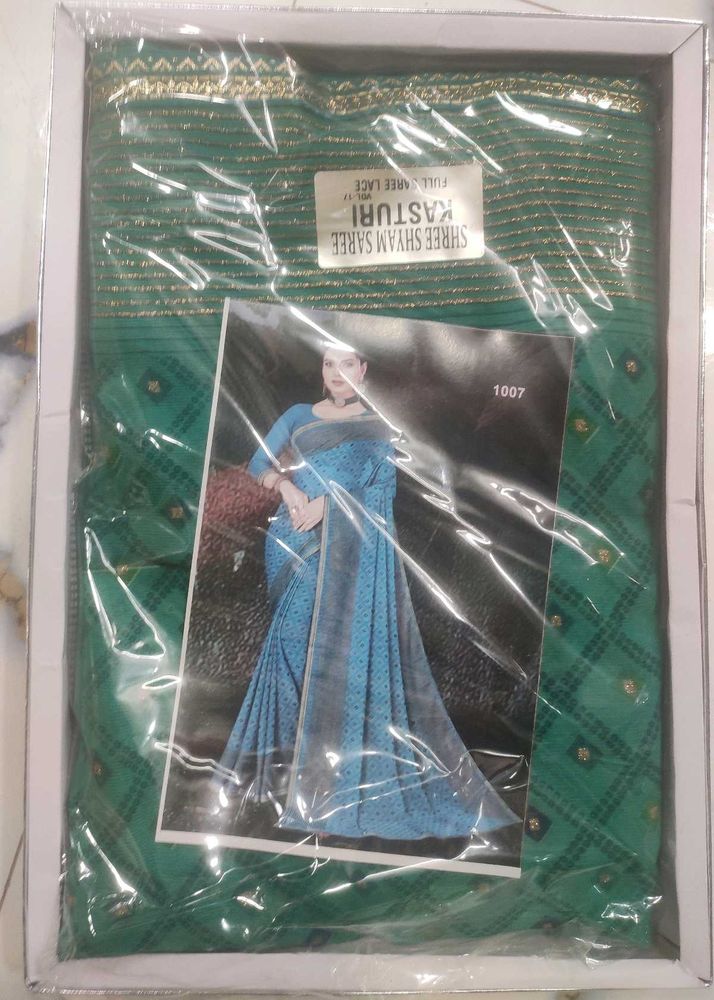 SHREE SHYAM SAREE
KASTURI
VOL-17
FULL SAREE LACE
1007